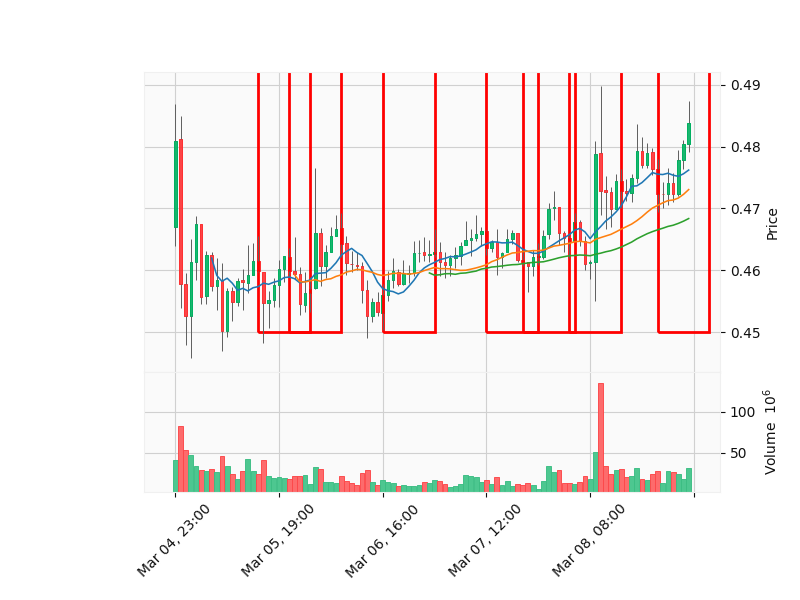 0.49
0.48
0.47
0.46
0.45
Price
100
50
Volume 10^6
Mar 04, 23:00
Mar 05, 19:00
Mar 06, 16:00
Mar 07, 12:00
Mar 08, 08:00